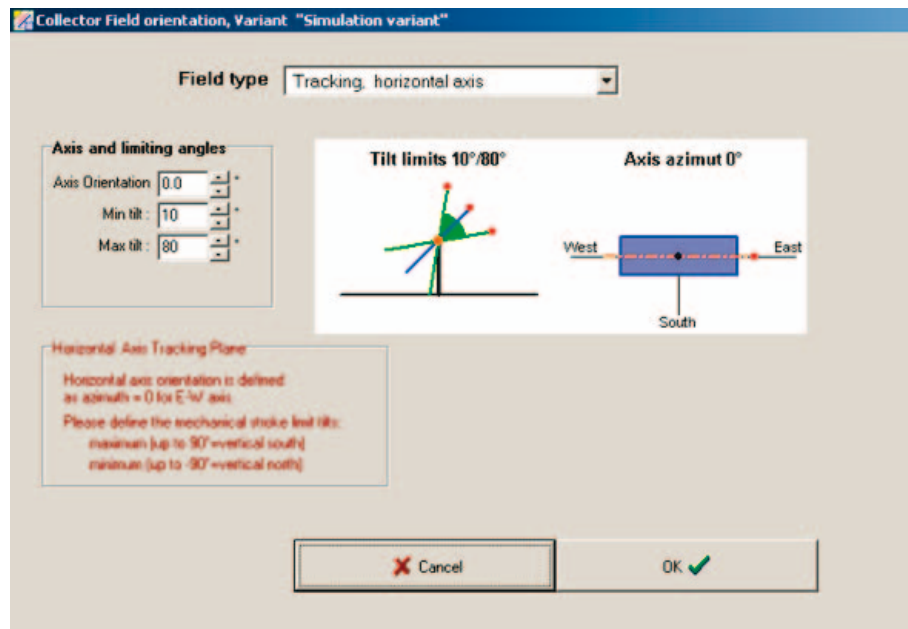 Collector Field orientation, Variant "Simulation variant"
Field type
Tracking, horizontal axis
Axis and limiting angles
Axis Orientation 0.0 °
Min tilt : 10 °
Max tilt : 80 °
Tilt limits 10°/80°
Axis azimut 0°
West
East
South
Horizontal Axis Tracking Plane
Horizontal axis orientation is defined
as azimuth = 0 for E-W axis
Please define the mechanical stroke limit tilts:
maximum (up to 90°=vertical south)
minimum (up to -90°=vertical north)
Cancel
OK